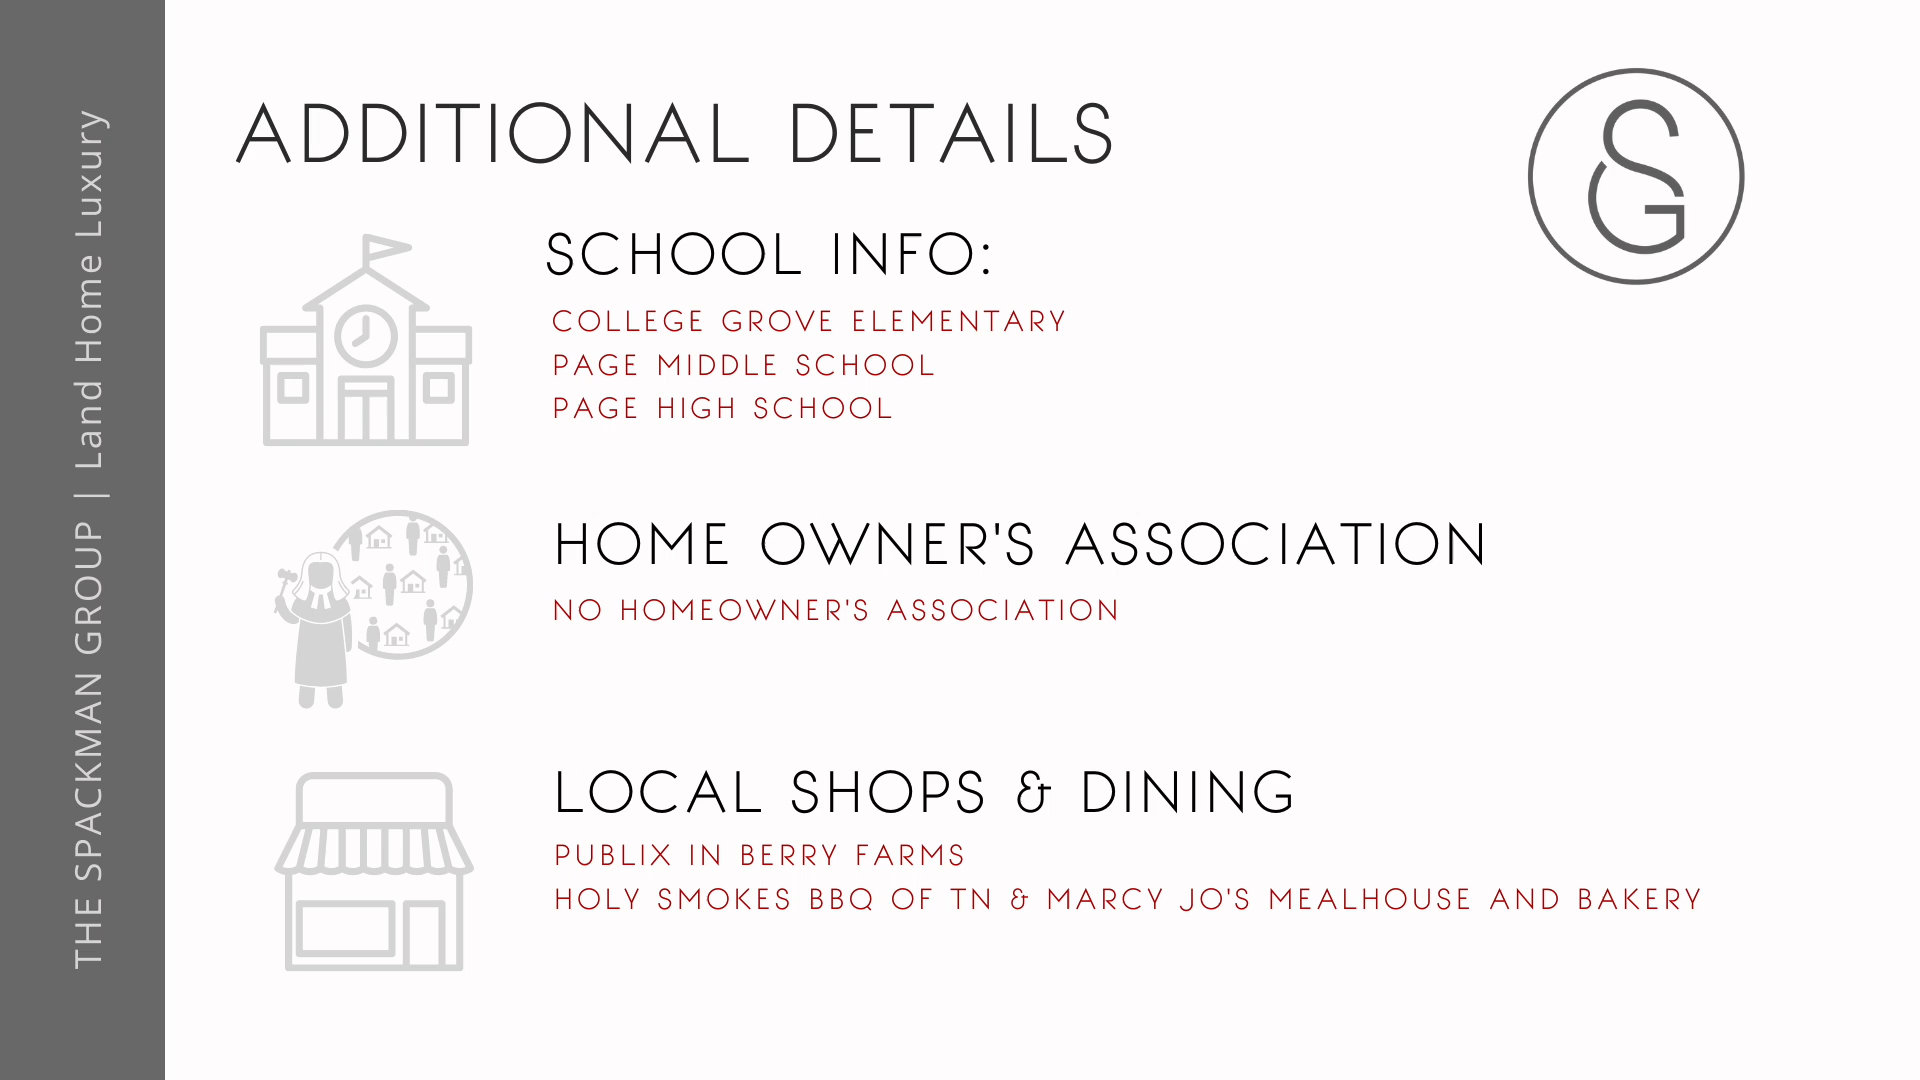 THE SPACKMAN GROUP | Land Home Luxury
ADDITIONAL DETAILS
SG
SCHOOL INFO:
COLLEGE GROVE ELEMENTARY
PAGE MIDDLE SCHOOL
PAGE HIGH SCHOOL
HOME OWNER'S ASSOCIATION
NO HOMEOWNER'S ASSOCIATION
LOCAL SHOPS & DINING
PUBLIX IN BERRY FARMS
HOLY SMOKES BBQ OF TN & MARCY JO'S MEALHOUSE AND BAKERY